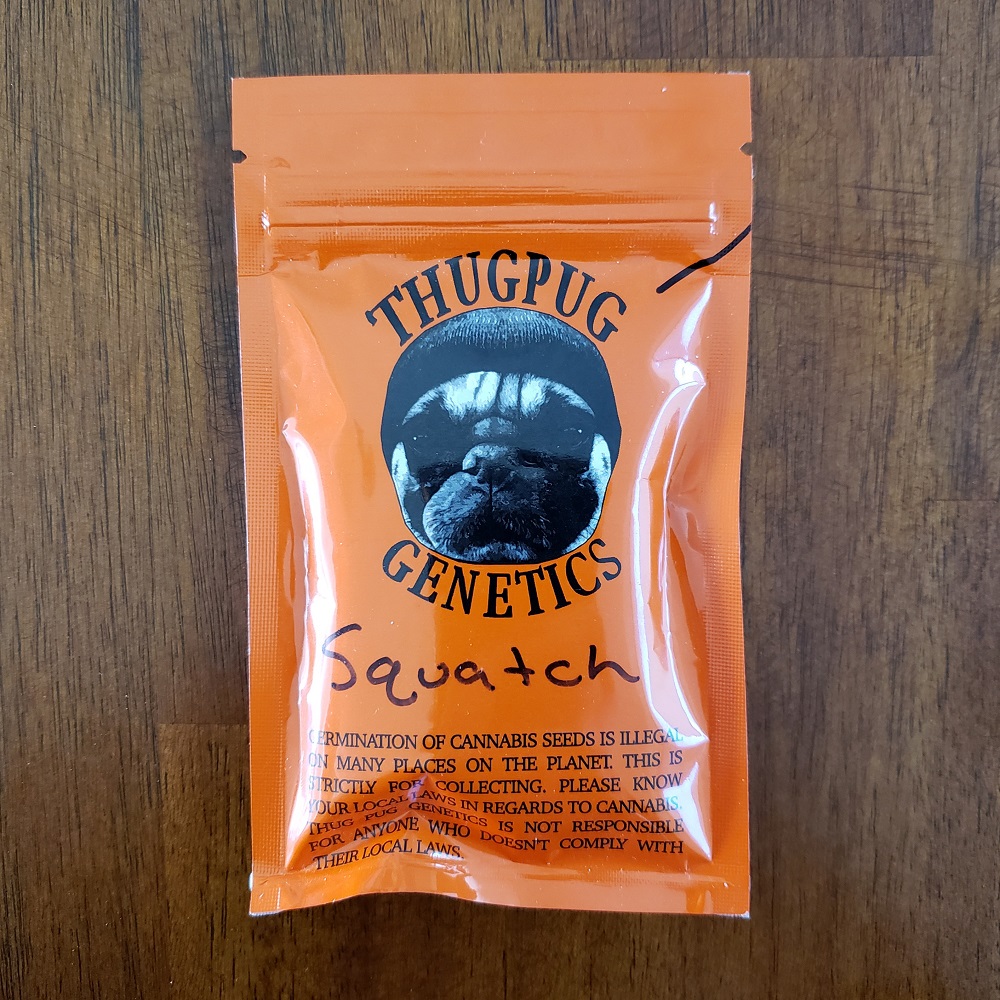 THUGPUG
GENETICS
Squatch
GERMINATION OF CANNABIS SEEDS IS ILLEGAL
ON MANY PLACES ON THE PLANET. THIS IS
STRICTLY FOR COLLECTING. PLEASE KNOW
YOUR LOCAL LAWS IN REGARDS TO CANNABIS.
THUG PUG GENETICS IS NOT RESPONSIBLE
FOR ANYONE WHO DOESN'T COMPLY WITH
THEIR LOCAL LAWS.